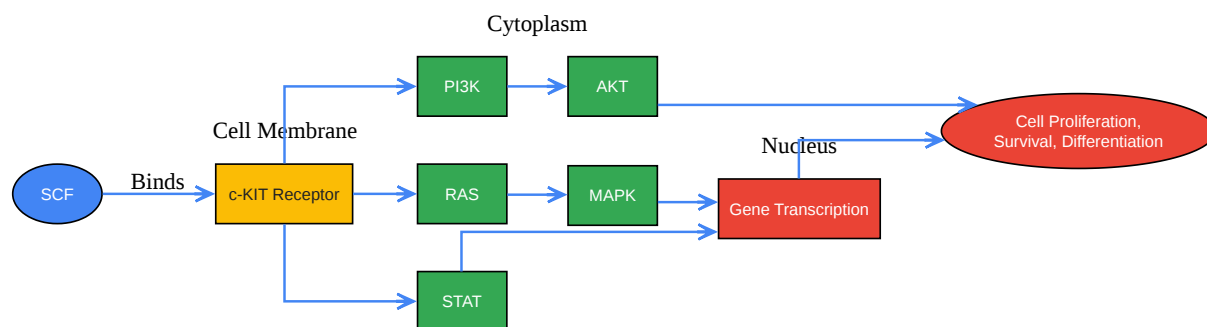 Cytoplasm
PI3K
AKT
Cell Membrane
Cell Proliferation,
Survival, Differentiation
Nucleus
SCF
Binds
c-KIT Receptor
RAS
MAPK
Gene Transcription
STAT